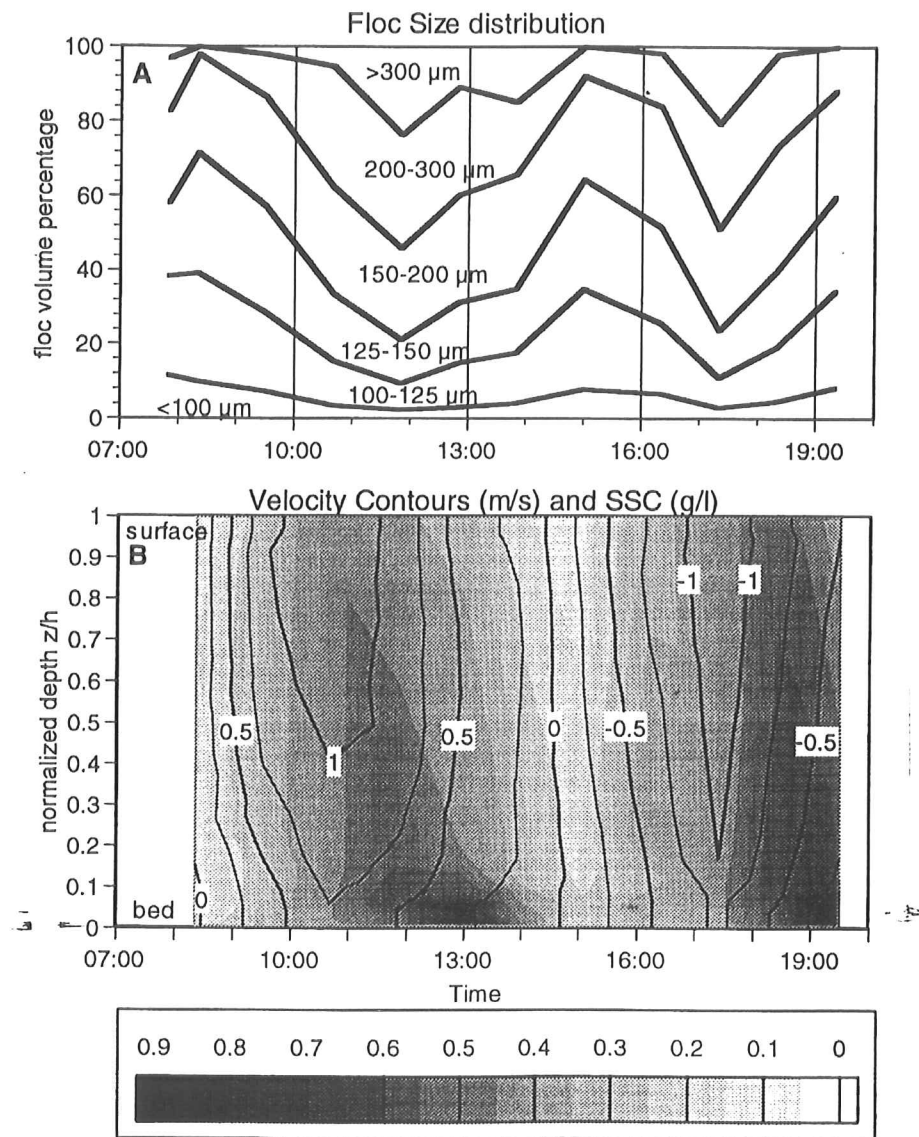 Floc Size distribution
100
80
60
40
20
0
floc volume percentage
A
>300 µm
200-300 µm
150-200 µm
125-150 µm
100-125 µm
<100 µm
07:00
10:00
13:00
16:00
19:00
Velocity Contours (m/s) and SSC (g/l)
1
0.9
0.8
0.7
0.6
0.5
0.4
0.3
0.2
0.1
0
normalized depth z/h
surface
B
-1
-1
0.5
1
0.5
0
-0.5
-0.5
0
bed
07:00
10:00
13:00
16:00
19:00
Time
0.9 0.8 0.7 0.6 0.5 0.4 0.3 0.2 0.1 0